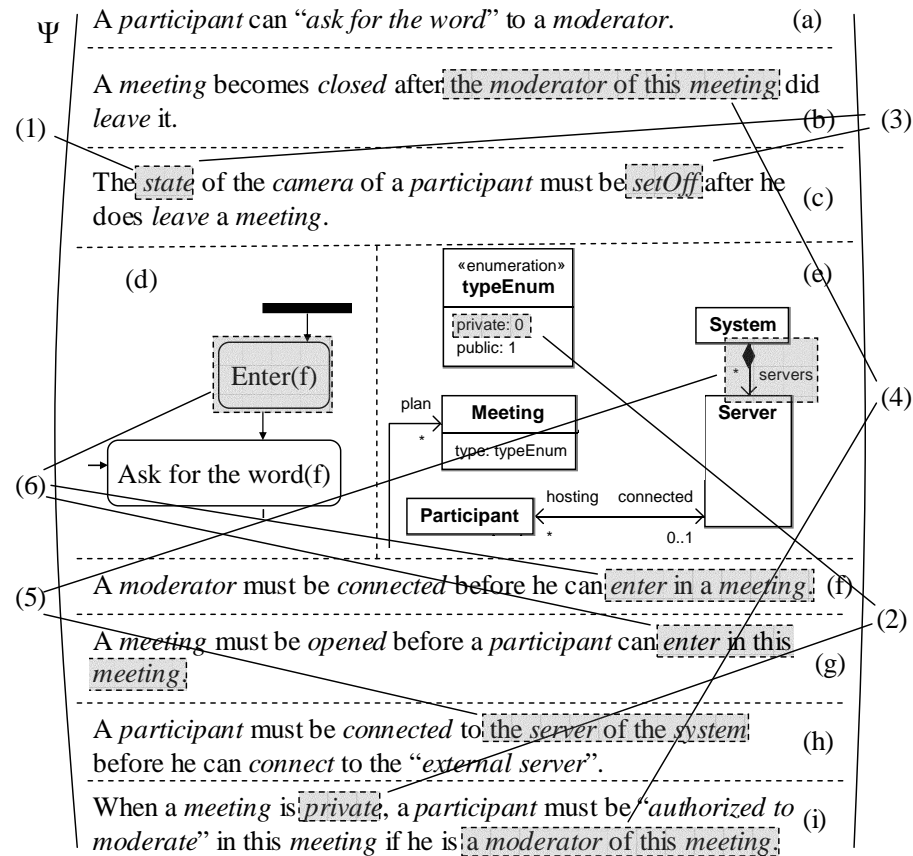 Ψ
A participant can “ask for the word” to a moderator. (a)
A meeting becomes closed after the moderator of this meeting did
leave it. (b)
(1)
(3)
The state of the camera of a participant must be setOff after he
does leave a meeting. (c)
(d)
(e)
«enumeration»
typeEnum
private: 0
public: 1
System
* servers
Enter(f)
plan
*
Meeting
type: typeEnum
Server
(4)
Ask for the word(f)
(6)
hosting connected
Participant
* 0..1
(5)
A moderator must be connected before he can enter in a meeting. (f)
(2)
A meeting must be opened before a participant can enter in this
meeting. (g)
A participant must be connected to the server of the system
before he can connect to the “external server”. (h)
When a meeting is private, a participant must be “authorized to
moderate” in this meeting if he is a moderator of this meeting. (i)